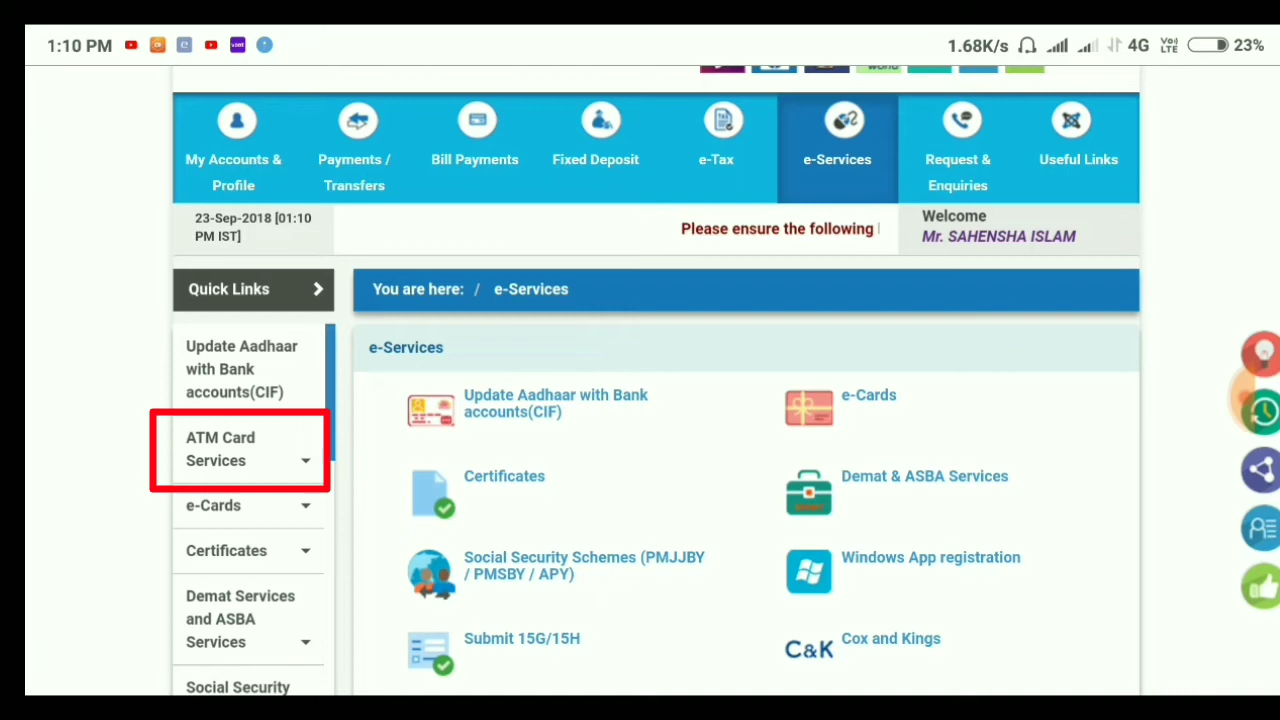 1:10 PM
1.68K/s
4G
23%
My Accounts &
Profile
Payments /
Transfers
Bill Payments
Fixed Deposit
e-Tax
e-Services
Request &
Enquiries
Useful Links
23-Sep-2018 [01:10
PM IST]
Please ensure the following
Welcome
Mr. SAHENSHA ISLAM
Quick Links
You are here: / e-Services
Update Aadhaar
with Bank
accounts(CIF)
ATM Card
Services
e-Cards
Certificates
Demat Services
and ASBA
Services
Social Security
e-Services
Update Aadhaar with Bank
accounts(CIF)
e-Cards
Certificates
Demat & ASBA Services
Social Security Schemes (PMJJBY
/ PMSBY / APY)
Windows App registration
Submit 15G/15H
C&K
Cox and Kings